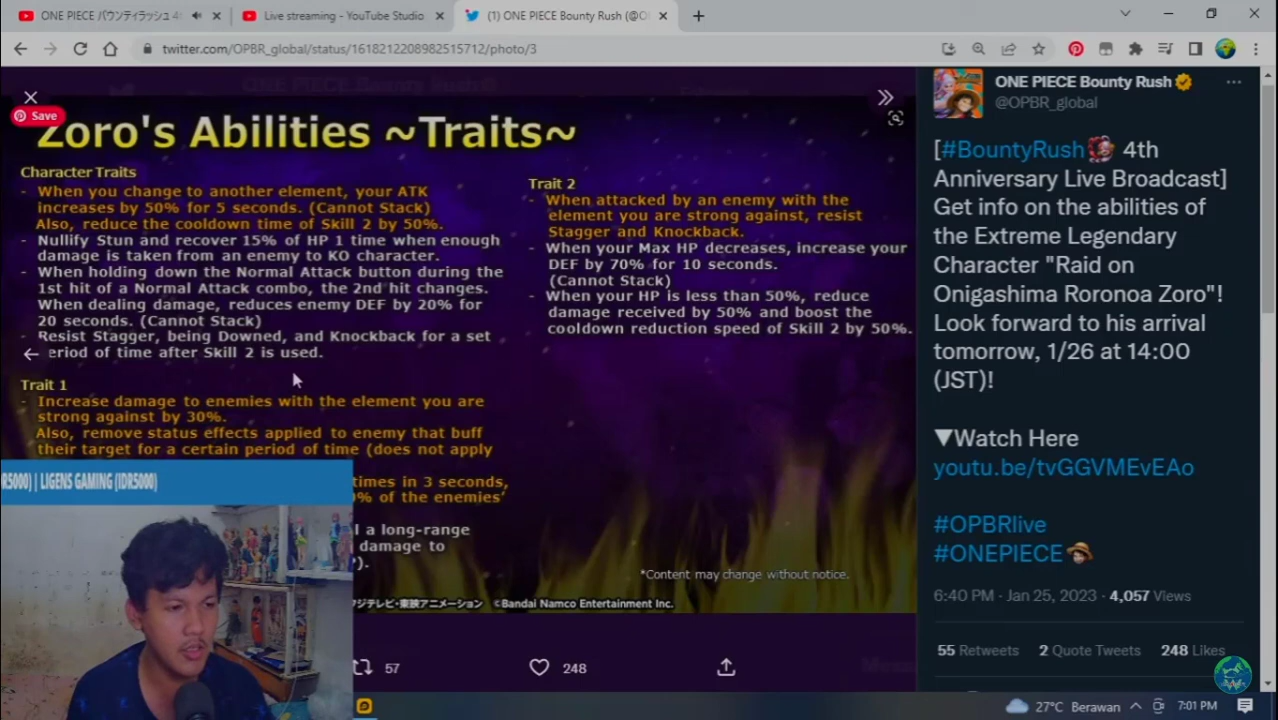 ONE PIECE バウンティラッシュ 4
Live streaming - YouTube Studio
(1) ONE PIECE Bounty Rush (@O
twitter.com/OPBR_global/status/1618212208982515712/photo/3
Save
Zoro's Abilities ~Traits~
Character Traits
- When you change to another element, your ATK
increases by 50% for 5 seconds. (Cannot Stack)
Also, reduce the cooldown time of Skill 2 by 50%.
- Nullify Stun and recover 15% of HP 1 time when enough
damage is taken from an enemy to KO character.
- When holding down the Normal Attack button during the
1st hit of a Normal Attack combo, the 2nd hit changes.
When dealing damage, reduces enemy DEF by 20% for
20 seconds. (Cannot Stack)
- Resist Stagger, being Downed, and Knockback for a set
eriod of time after Skill 2 is used.
Trait 1
- Increase damage to enemies with the element you are
strong against by 30%.
Also, remove status effects applied to enemy that buff
their target for a certain period of time (does not apply
times in 3 seconds,
% of the enemies'
a long-range
damage to
).
Trait 2
- When attacked by an enemy with the
element you are strong against, resist
Stagger and Knockback.
- When your Max HP decreases, increase your
DEF by 70% for 10 seconds.
(Cannot Stack)
- When your HP is less than 50%, reduce
damage received by 50% and boost the
cooldown reduction speed of Skill 2 by 50%.
*Content may change without notice.
フジテレビ・東映アニメーション ©Bandai Namco Entertainment Inc.
R5000) | LIGENS GAMING (IDR5000)
57
248
ONE PIECE Bounty Rush
@OPBR_global
[#BountyRush 4th
Anniversary Live Broadcast]
Get info on the abilities of
the Extreme Legendary
Character "Raid on
Onigashima Roronoa Zoro"!
Look forward to his arrival
tomorrow, 1/26 at 14:00
(JST)!
▼Watch Here
youtu.be/tvGGVMEvEAo
#OPBRlive
#ONEPIECE
6:40 PM · Jan 25, 2023 · 4,057 Views
55 Retweets 2 Quote Tweets 248 Likes
27°C Berawan
7:01 PM